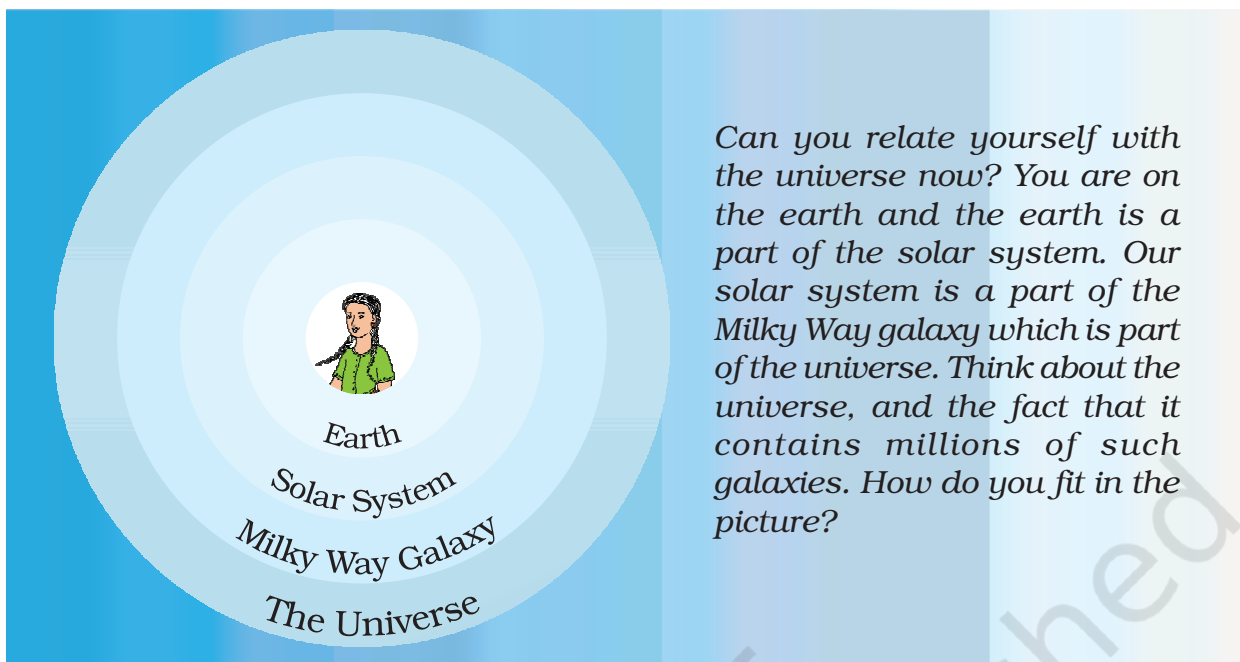 Earth
Solar System
Milky Way Galaxy
The Universe
Can you relate yourself with
the universe now? You are on
the earth and the earth is a
part of the solar system. Our
solar system is a part of the
Milky Way galaxy which is part
of the universe. Think about the
universe, and the fact that it
contains millions of such
galaxies. How do you fit in the
picture?